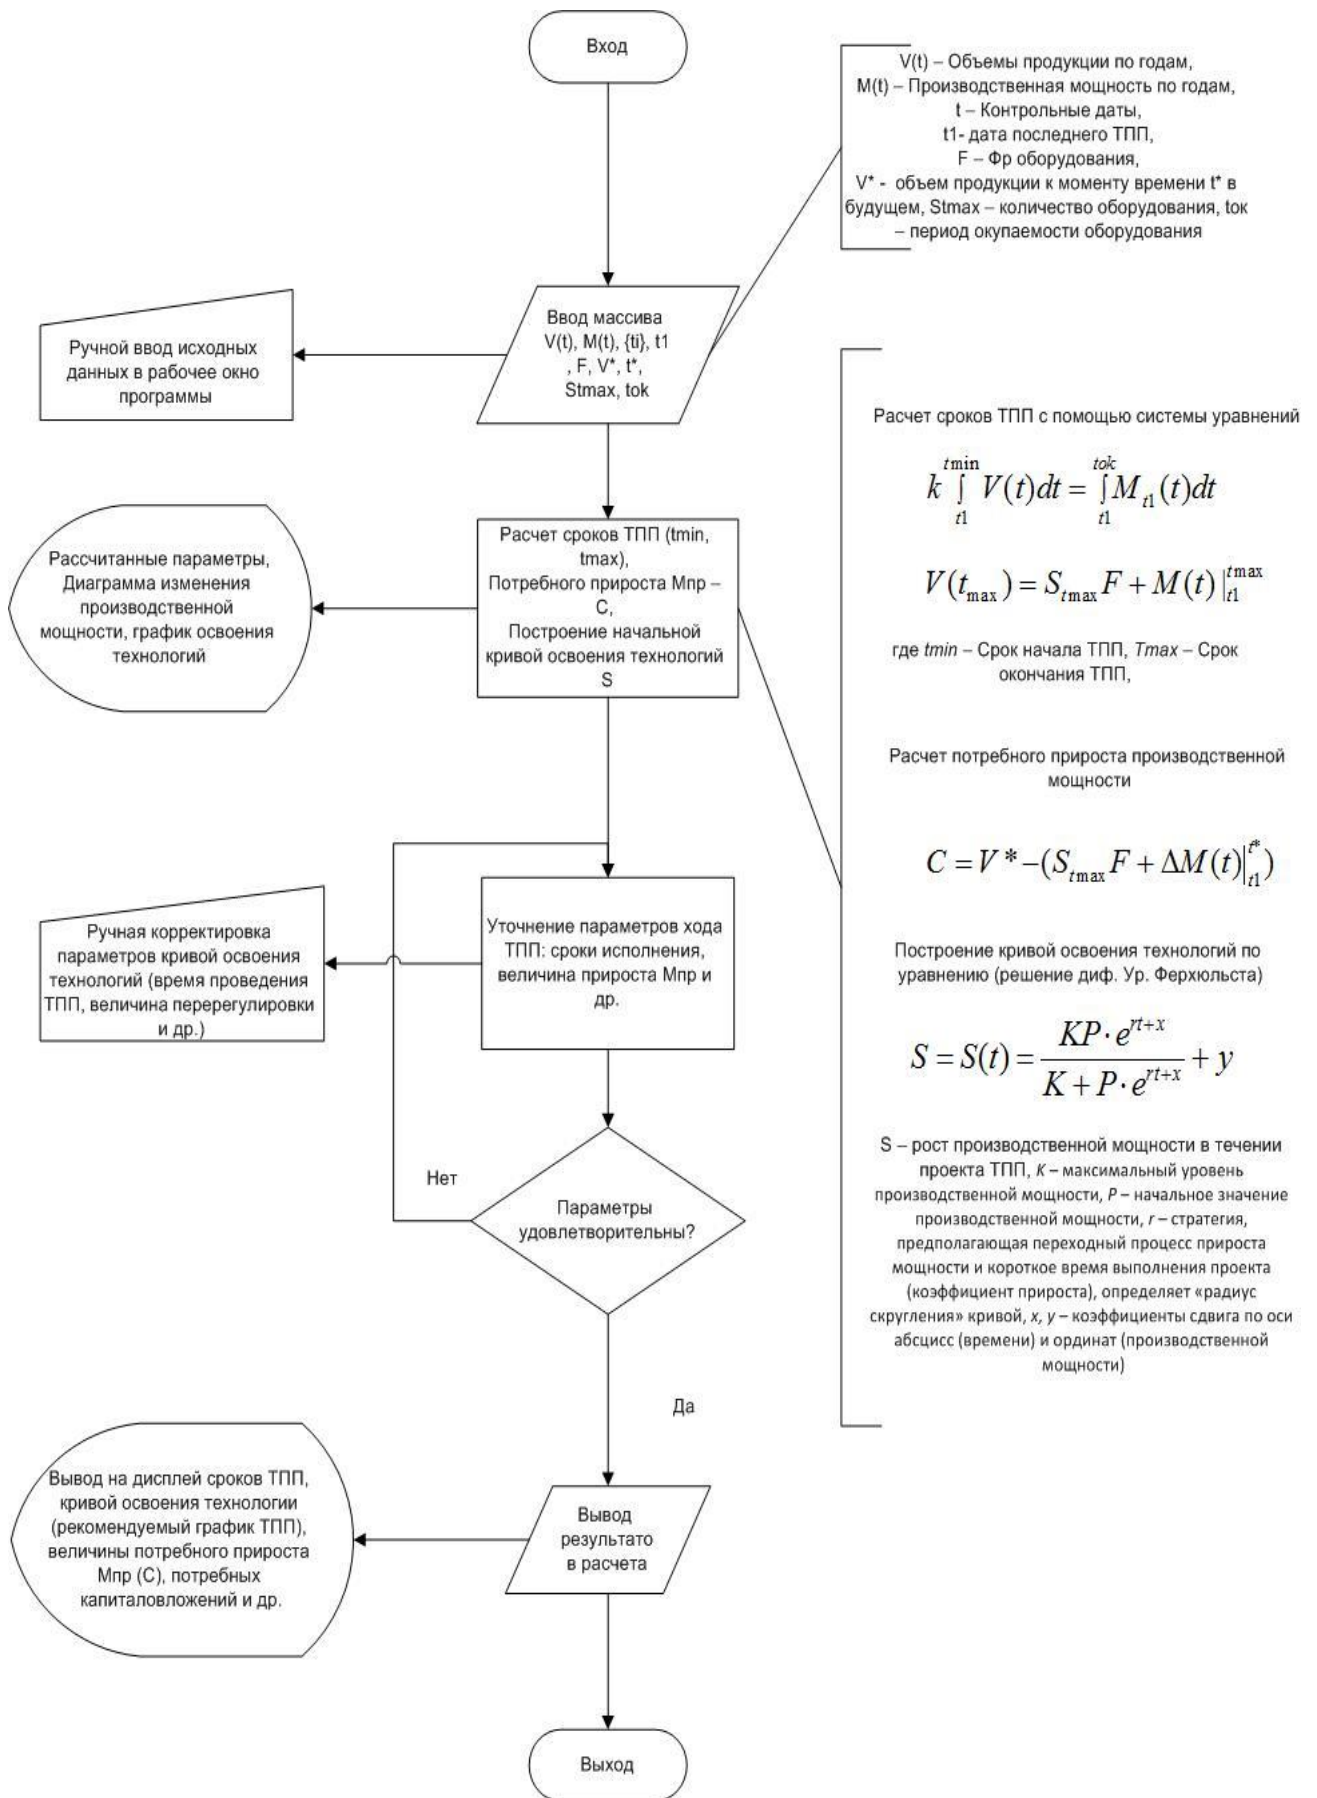 Вход
V(t) – Объемы продукции по годам,
M(t) – Производственная мощность по годам,
t – Контрольные даты,
t1- дата последнего ТПП,
F – Фр оборудования,
V* - объем продукции к моменту времени t* в
будущем, Stmax – количество оборудования, tок
– период окупаемости оборудования
Ввод массива
V(t), M(t), {ti}, t1
, F, V*, t*,
Stmax, tok
Ручной ввод исходных
данных в рабочее окно
программы
Расчет сроков ТПП с помощью системы уравнений
k ∫_{t1}^{tmin} V(t)dt = ∫_{t1}^{tok} M_{t1}(t)dt
V(t_{max}) = S_{tmax}F + M(t)|_{t1}^{tmax}
где tmin – Срок начала ТПП, Tmax – Срок
окончания ТПП,
Расчет сроков ТПП (tmin,
tmax),
Потребного прироста Мпр –
С,
Построение начальной
кривой освоения технологий
S
Рассчитанные параметры,
Диаграмма изменения
производственной
мощности, график освоения
технологий
Расчет потребного прироста производственной
мощности
C = V*-(S_{tmax}F + ΔM(t)|_{t1}^{t*})
Построение кривой освоения технологий по
уравнению (решение диф. Ур. Ферхюльста)
S = S(t) = \frac{KP·e^{rt+x}}{K + P·e^{rt+x}} + y
S – рост производственной мощности в течении
проекта ТПП, K – максимальный уровень
производственной мощности, P – начальное значение
производственной мощности, r – стратегия,
предполагающая переходный процесс прироста
мощности и короткое время выполнения проекта
(коэффициент прироста), определяет «радиус
скругления» кривой, x, y – коэффициенты сдвига по оси
абсцисс (времени) и ординат (производственной
мощности)
Уточнение параметров хода
ТПП: сроки исполнения,
величина прироста Мпр и
др.
Ручная корректировка
параметров кривой освоения
технологий (время проведения
ТПП, величина перерегулировки
и др.)
Нет
Параметры
удовлетворительны?
Да
Вывод
результато
в расчета
Вывод на дисплей сроков ТПП,
кривой освоения технологии
(рекомендуемый график ТПП),
величины потребного прироста
Мпр (С), потребных
капиталовложений и др.
Выход